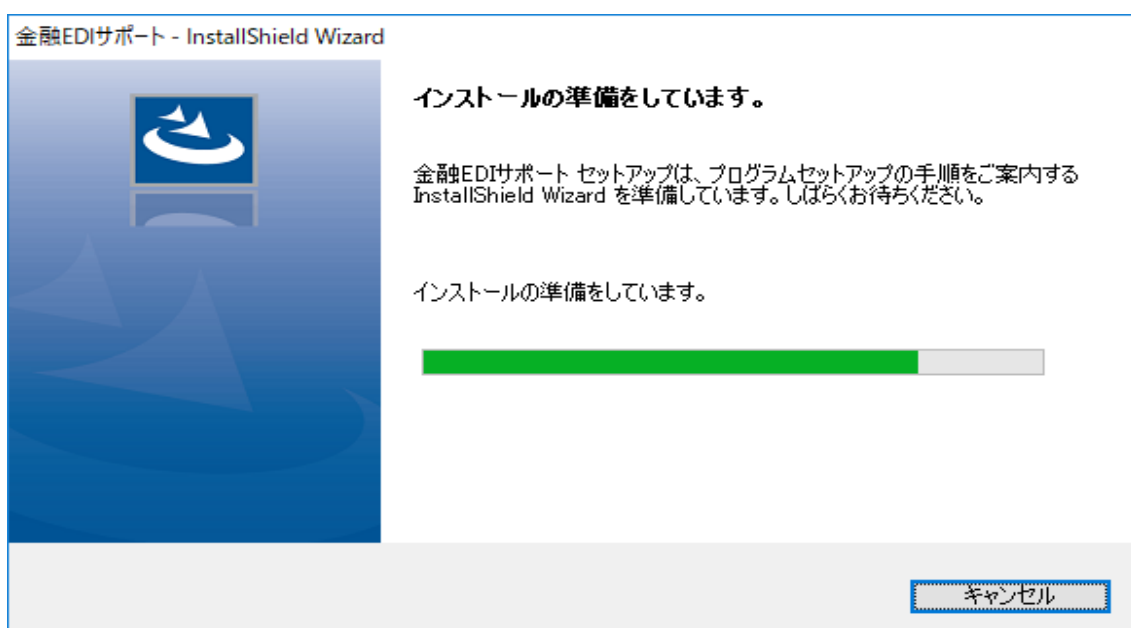 金融EDIサポート - InstallShield Wizard
インストールの準備をしています。
金融EDIサポート セットアップは、プログラムセットアップの手順をご案内する
InstallShield Wizard を準備しています。しばらくお待ちください。
インストールの準備をしています。
キャンセル